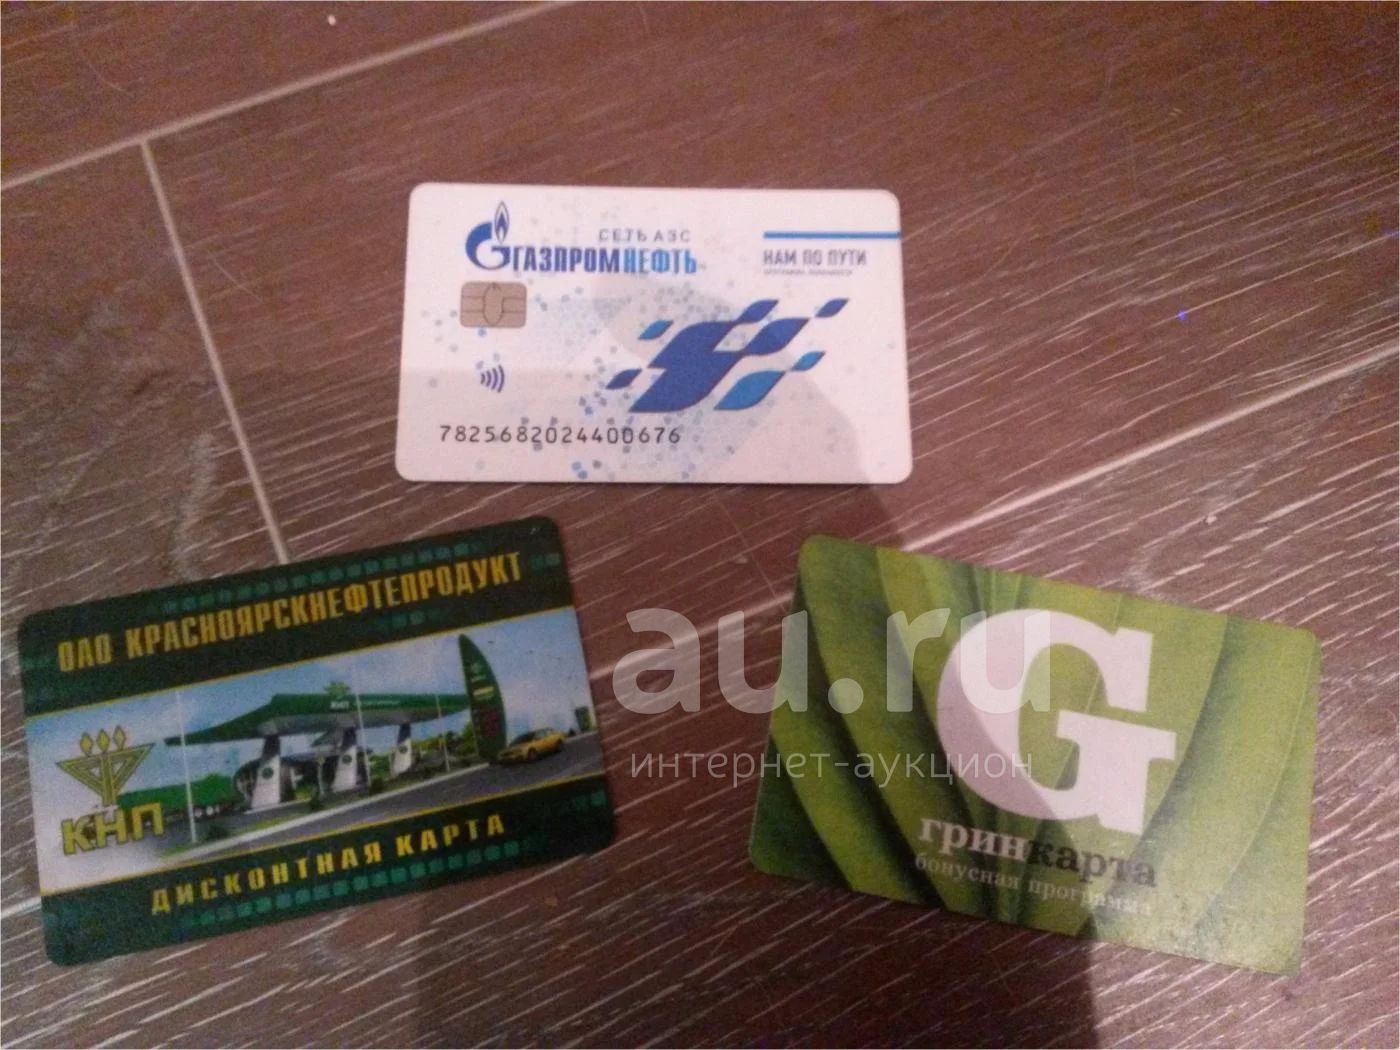 СЕТЬ АЗС
ГАЗПРОМНЕФТЬ
НАМ ПО ПУТИ
7825682024400676
ОАО КРАСНОЯРСКНЕФТЕПРОДУКТ
КНП
ДИСКОНТНАЯ КАРТА
au.ru
интернет-аукцион
G
гринкарта
бонусная программа